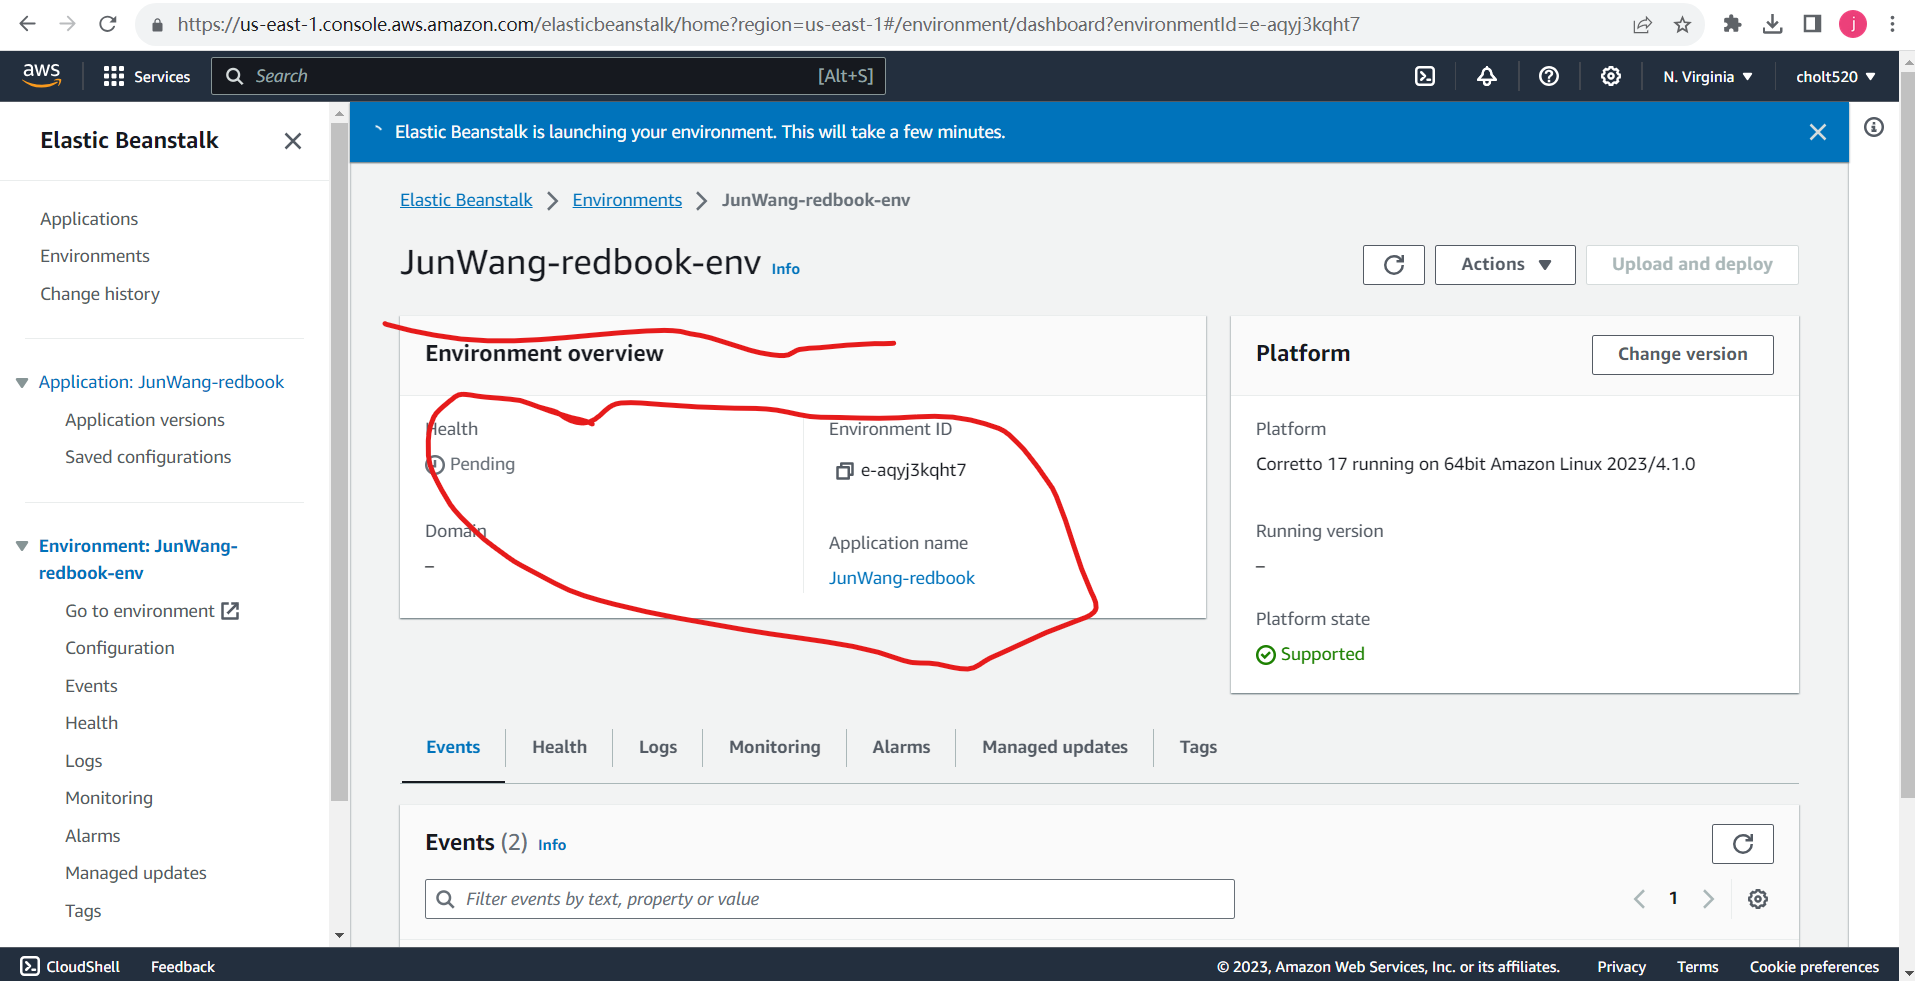 https://us-east-1.console.aws.amazon.com/elasticbeanstalk/home?region=us-east-1#/environment/dashboard?environmentId=e-aqyj3kqht7
j
aws
Services
Search
[Alt+S]
N. Virginia
cholt520
Elastic Beanstalk
Applications
Environments
Change history
Application: JunWang-redbook
Application versions
Saved configurations
Environment: JunWang-
redbook-env
Go to environment
Configuration
Events
Health
Logs
Monitoring
Alarms
Managed updates
Tags
Elastic Beanstalk is launching your environment. This will take a few minutes.
Elastic Beanstalk
Environments
JunWang-redbook-env
JunWang-redbook-env Info
Actions
Upload and deploy
Environment overview
Health
Pending
Domain
–
Environment ID
e-aqyj3kqht7
Application name
JunWang-redbook
Platform
Change version
Platform
Corretto 17 running on 64bit Amazon Linux 2023/4.1.0
Running version
–
Platform state
Supported
Events
Health
Logs
Monitoring
Alarms
Managed updates
Tags
Events (2) Info
Filter events by text, property or value
1
CloudShell
Feedback
© 2023, Amazon Web Services, Inc. or its affiliates.
Privacy
Terms
Cookie preferences